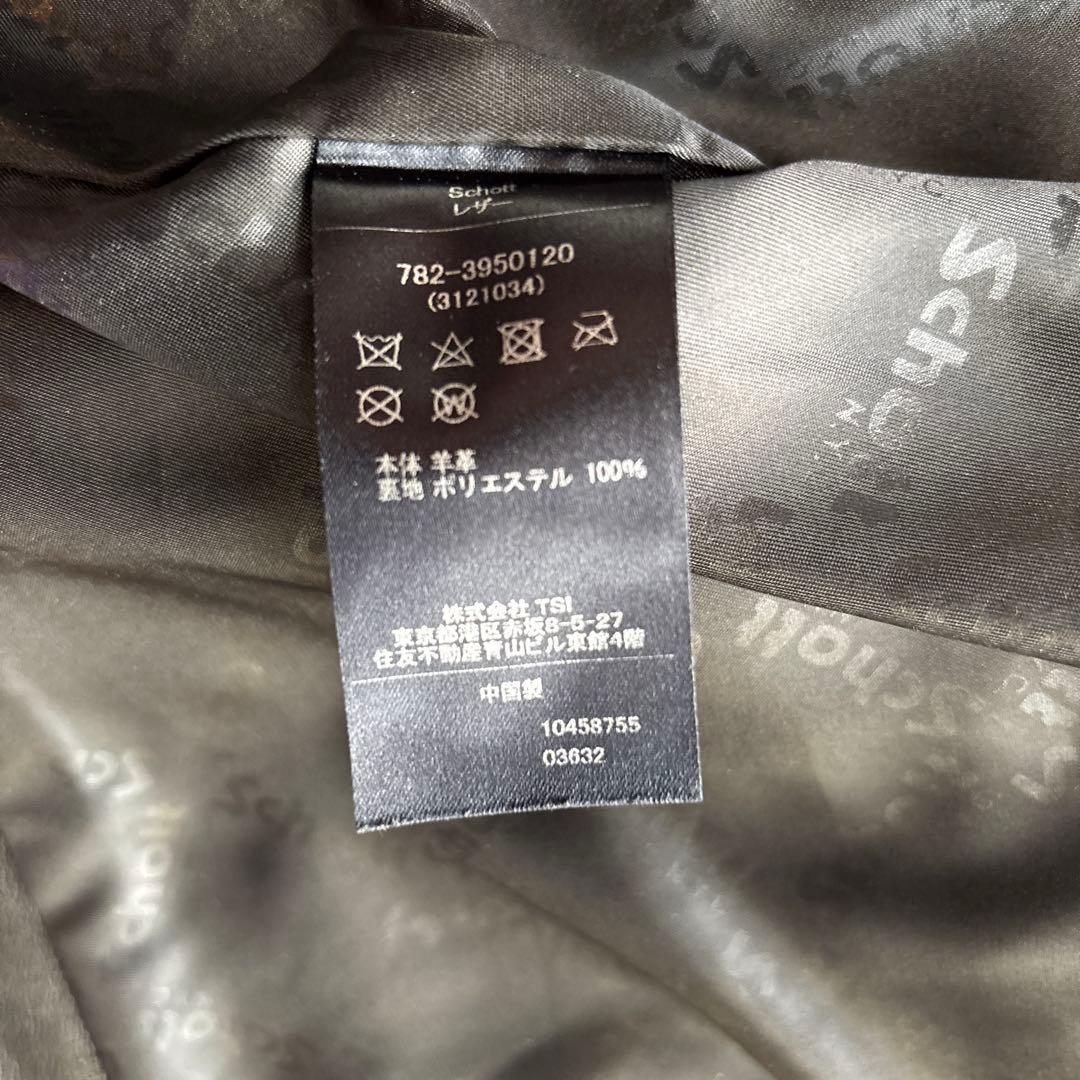 Schott
レザー
782-3950120
(3121034)
W
本体 羊革
裏地 ポリエステル 100%
株式会社 TSI
東京都港区赤坂8-5-27
住友不動産青山ビル東館4階
中国製
10458755
03632
Schott
Schott